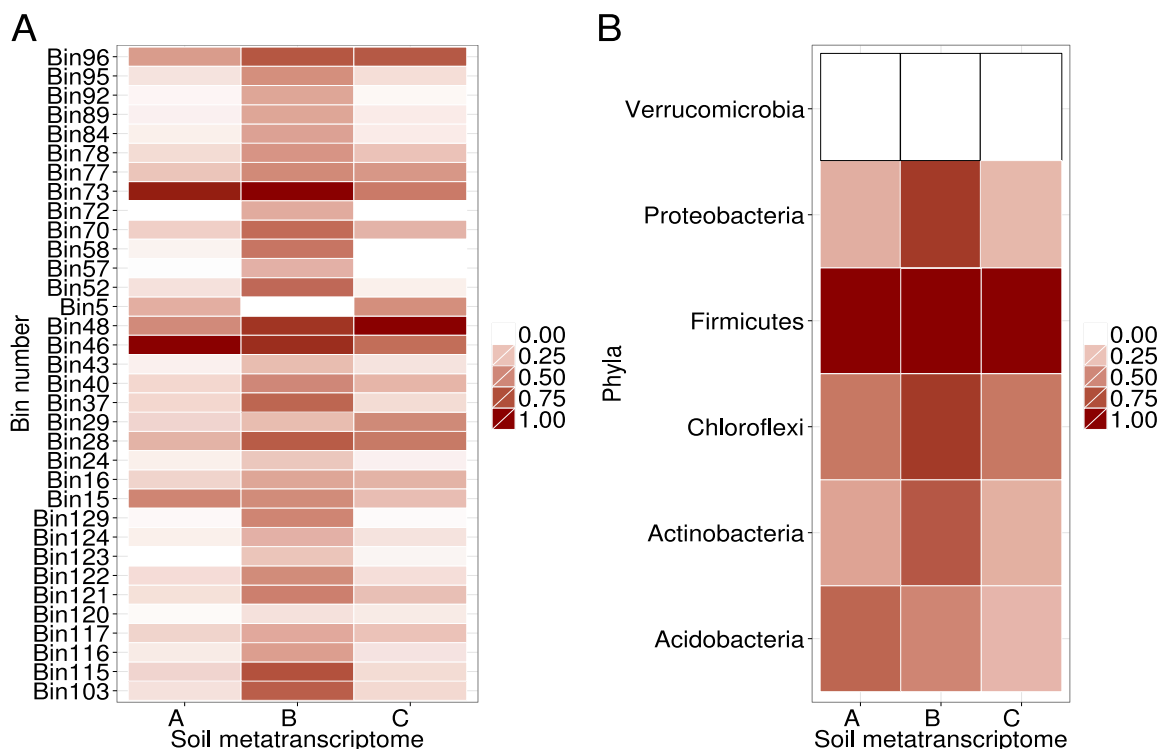 A
Bin number
Bin96
Bin95
Bin92
Bin89
Bin84
Bin78
Bin77
Bin73
Bin72
Bin70
Bin58
Bin57
Bin52
Bin5
Bin48
Bin46
Bin43
Bin40
Bin37
Bin29
Bin28
Bin24
Bin16
Bin15
Bin129
Bin124
Bin123
Bin122
Bin121
Bin120
Bin117
Bin116
Bin115
Bin103
A B C
Soil metatranscriptome
0.00
0.25
0.50
0.75
1.00
B
Phyla
Verrucomicrobia
Proteobacteria
Firmicutes
Chloroflexi
Actinobacteria
Acidobacteria
A B C
Soil metatranscriptome
0.00
0.25
0.50
0.75
1.00